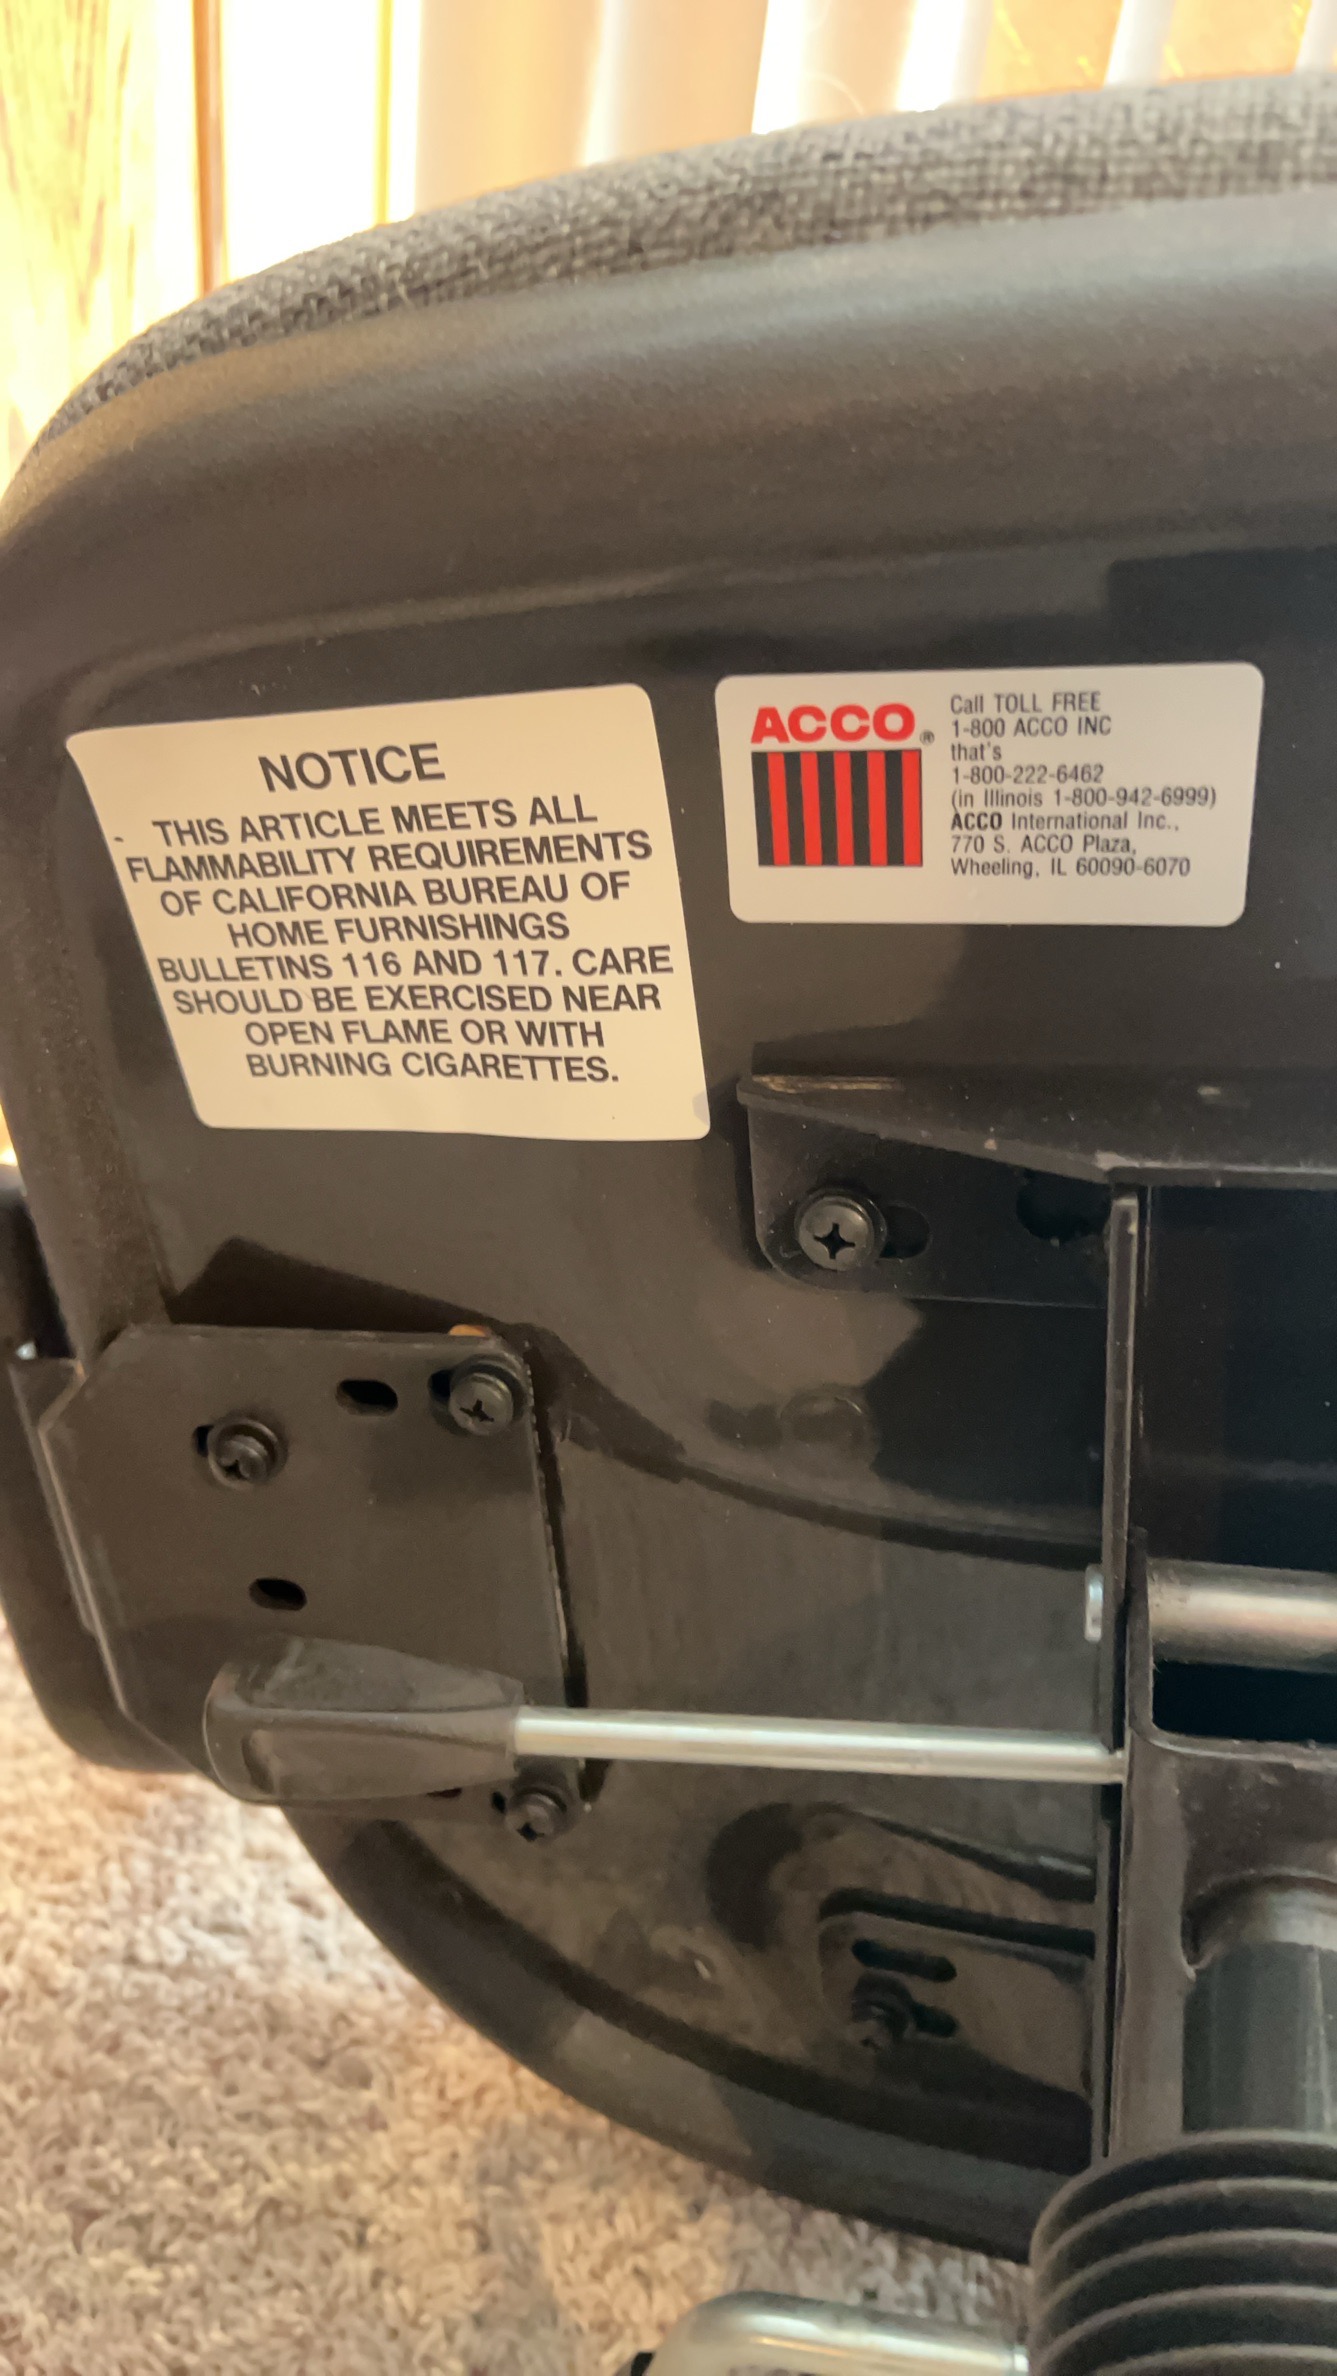 NOTICE
THIS ARTICLE MEETS ALL
FLAMMABILITY REQUIREMENTS
OF CALIFORNIA BUREAU OF
HOME FURNISHINGS
BULLETINS 116 AND 117. CARE
SHOULD BE EXERCISED NEAR
OPEN FLAME OR WITH
BURNING CIGARETTES.
ACCO®
Call TOLL FREE
1-800 ACCO INC
that's
1-800-222-6462
(in Illinois 1-800-942-6999)
ACCO International Inc.,
770 S. ACCO Plaza,
Wheeling, IL 60090-6070